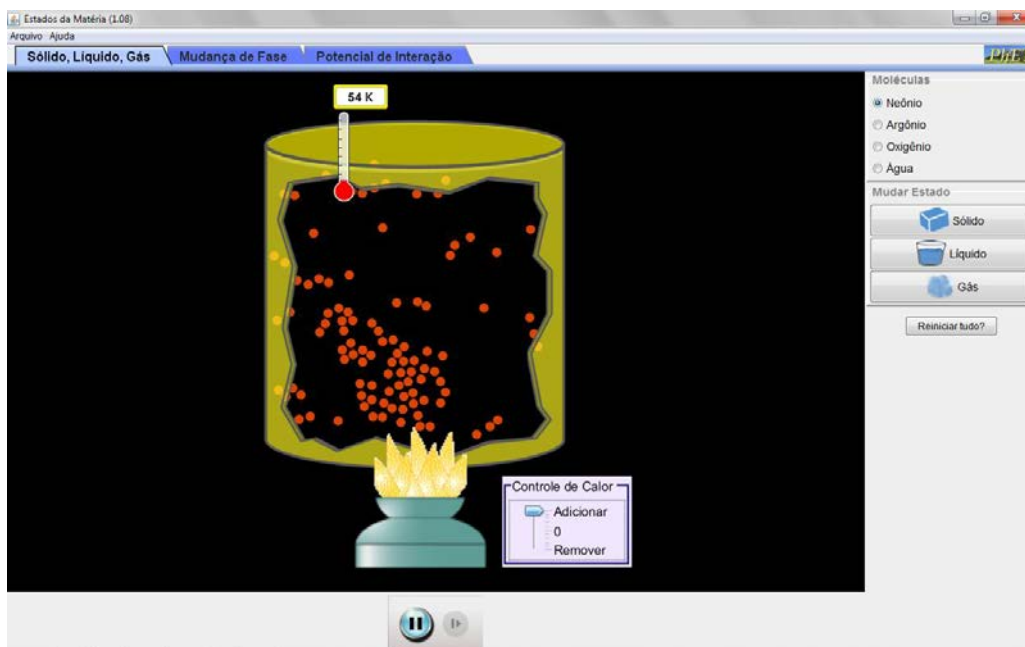 Estados da Matéria (1.08)
Arquivo Ajuda
Sólido, Líquido, Gás Mudança de Fase Potencial de Interação
PhET
54 K
Moléculas
Neônio
Argônio
Oxigênio
Água
Mudar Estado
Sólido
Líquido
Gás
Reiniciar tudo?
Controle de Calor
Adicionar
0
Remover